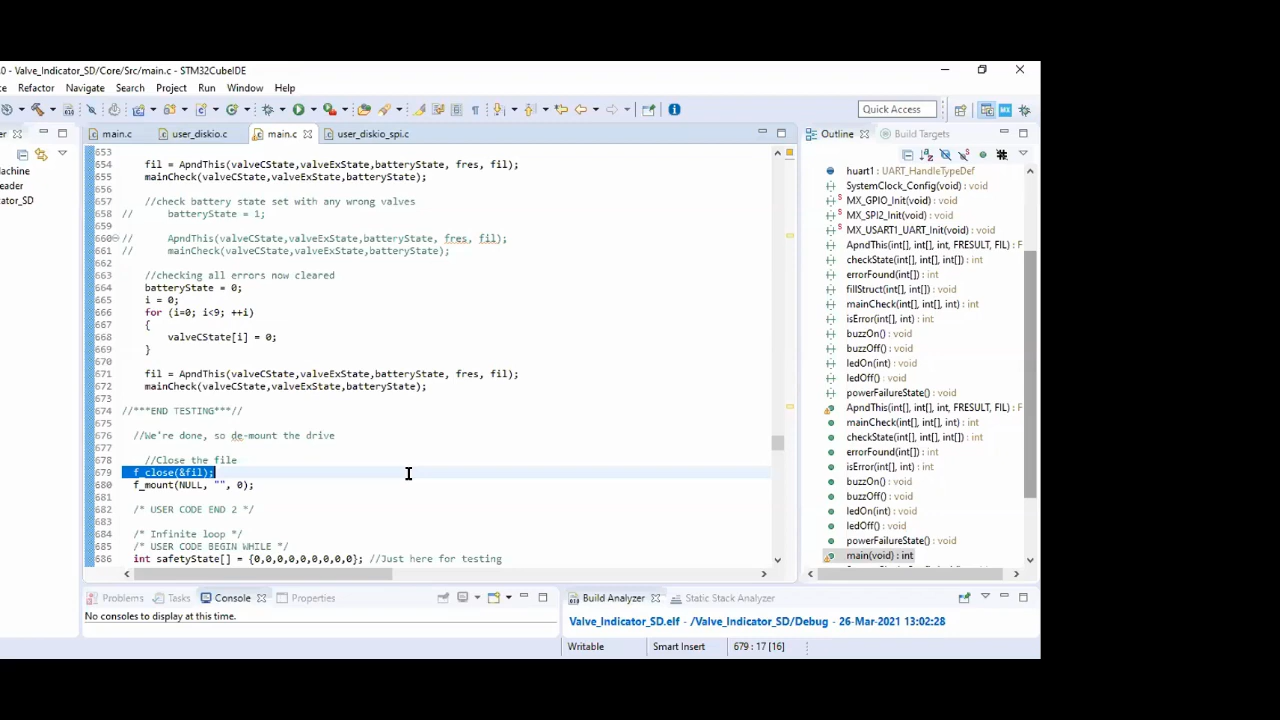 0 - Valve_Indicator_SD/Core/Src/main.c - STM32CubeIDE
ce Refactor Navigate Search Project Run Window Help
Quick Access
er
main.c
user_diskio.c
main.c
user_diskio_spi.c
Outline
Build Targets
achine
eader
ator_SD
653
654 fil = ApndThis(valveCState,valveExState,batteryState, fres, fil);
655 mainCheck(valveCState,valveExState,batteryState);
656
657 //check battery state set with any wrong valves
658 // batteryState = 1;
659
660 // ApndThis(valveCState,valveExState,batteryState, fres, fil);
661 // mainCheck(valveCState,valveExState,batteryState);
662
663 //checking all errors now cleared
664 batteryState = 0;
665 i = 0;
666 for (i=0; i<9; ++i)
667 {
668 valveCState[i] = 0;
669 }
670
671 fil = ApndThis(valveCState,valveExState,batteryState, fres, fil);
672 mainCheck(valveCState,valveExState,batteryState);
673
674 //***END TESTING***//
675
676 //We're done, so de-mount the drive
677
678 //Close the file
679 f_close(&fil);
680 f_mount(NULL, "", 0);
681
682 /* USER CODE END 2 */
683
684 /* Infinite loop */
685 /* USER CODE BEGIN WHILE */
686 int safetyState[] = {0,0,0,0,0,0,0,0,0}; //Just here for testing
huart1 : UART_HandleTypeDef
SystemClock_Config(void) : void
MX_GPIO_Init(void) : void
MX_SPI2_Init(void) : void
MX_USART1_UART_Init(void) : void
ApndThis(int[], int[], int, FRESULT, FIL) : F
checkState(int[], int[]) : void
errorFound(int[]) : int
fillStruct(int[], int[]) : void
mainCheck(int[], int[], int) : int
isError(int[], int) : int
buzzOn() : void
buzzOff() : void
ledOn(int) : void
ledOff() : void
powerFailureState() : void
ApndThis(int[], int[], int, FRESULT, FIL) : F
mainCheck(int[], int[], int) : void
checkState(int[], int[]) : void
errorFound(int[]) : int
isError(int[], int) : int
buzzOn() : void
buzzOff() : void
ledOn(int) : void
ledOff() : void
powerFailureState() : void
main(void) : int
Problems
Tasks
Console
Properties
No consoles to display at this time.
Build Analyzer
Static Stack Analyzer
Valve_Indicator_SD.elf - /Valve_Indicator_SD/Debug - 26-Mar-2021 13:02:28
Writable
Smart Insert
679 : 17 [16]